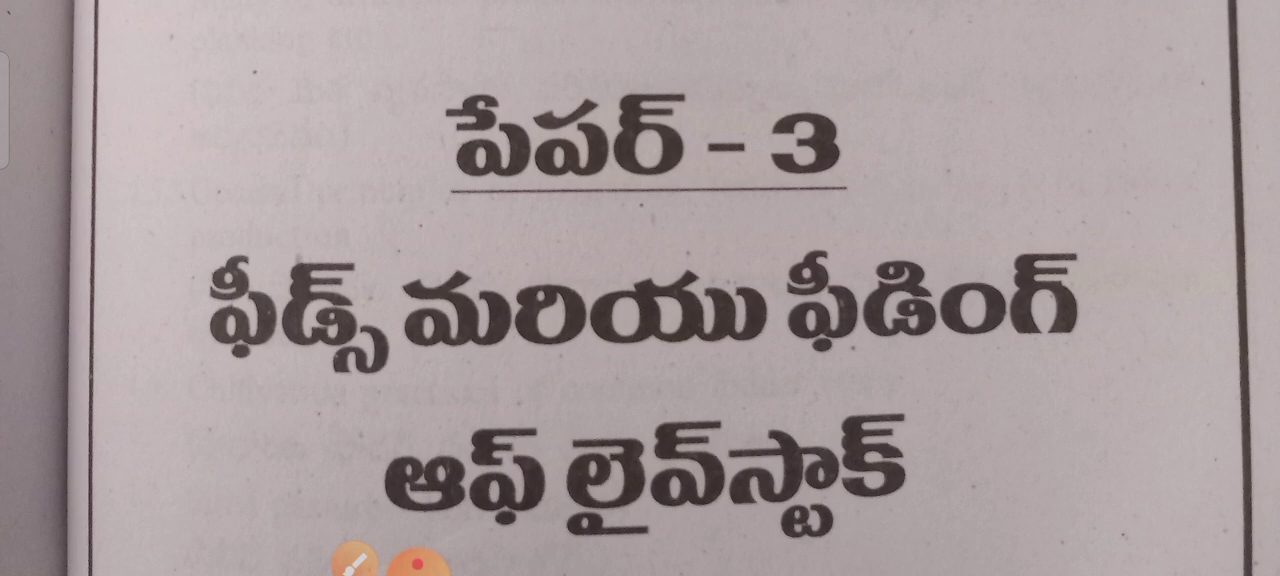 పేపర్ - 3
ఫీడ్స్ మరియు ఫీడింగ్
ఆఫ్ లైవ్‌స్టాక్